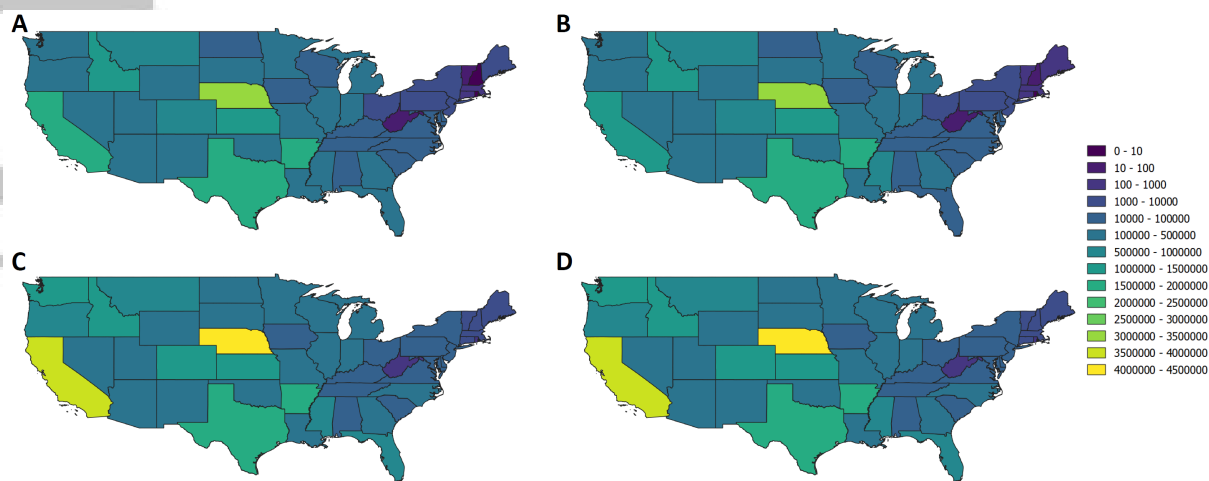 A
B
0 - 10
10 - 100
100 - 1000
1000 - 10000
10000 - 100000
100000 - 500000
500000 - 1000000
1000000 - 1500000
1500000 - 2000000
2000000 - 2500000
2500000 - 3000000
3000000 - 3500000
3500000 - 4000000
4000000 - 4500000
C
D